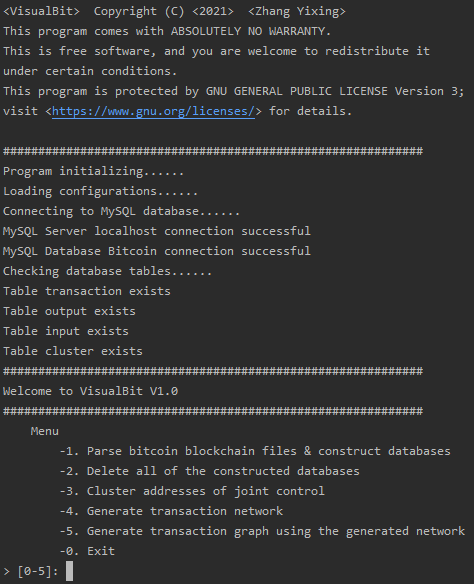 <VisualBit>  Copyright (C) <2021>  <Zhang Yixing>
This program comes with ABSOLUTELY NO WARRANTY.
This is free software, and you are welcome to redistribute it
under certain conditions.
This program is protected by GNU GENERAL PUBLIC LICENSE Version 3;
visit <https://www.gnu.org/licenses/> for details.

############################################################
Program initializing......
Loading configurations......
Connecting to MySQL database......
MySQL Server localhost connection successful
MySQL Database Bitcoin connection successful
Checking database tables......
Table transaction exists
Table output exists
Table input exists
Table cluster exists
############################################################
Welcome to VisualBit V1.0
############################################################
    Menu
        -1. Parse bitcoin blockchain files & construct databases
        -2. Delete all of the constructed databases
        -3. Cluster addresses of joint control
        -4. Generate transaction network
        -5. Generate transaction graph using the generated network
        -0. Exit
> [0-5]: